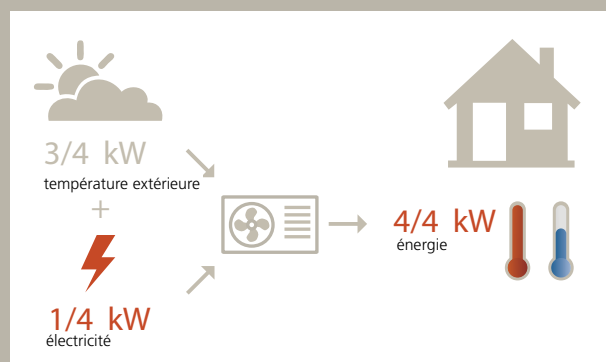 3/4 kW
température extérieure
+
1/4 kW
électricité
4/4 kW
énergie